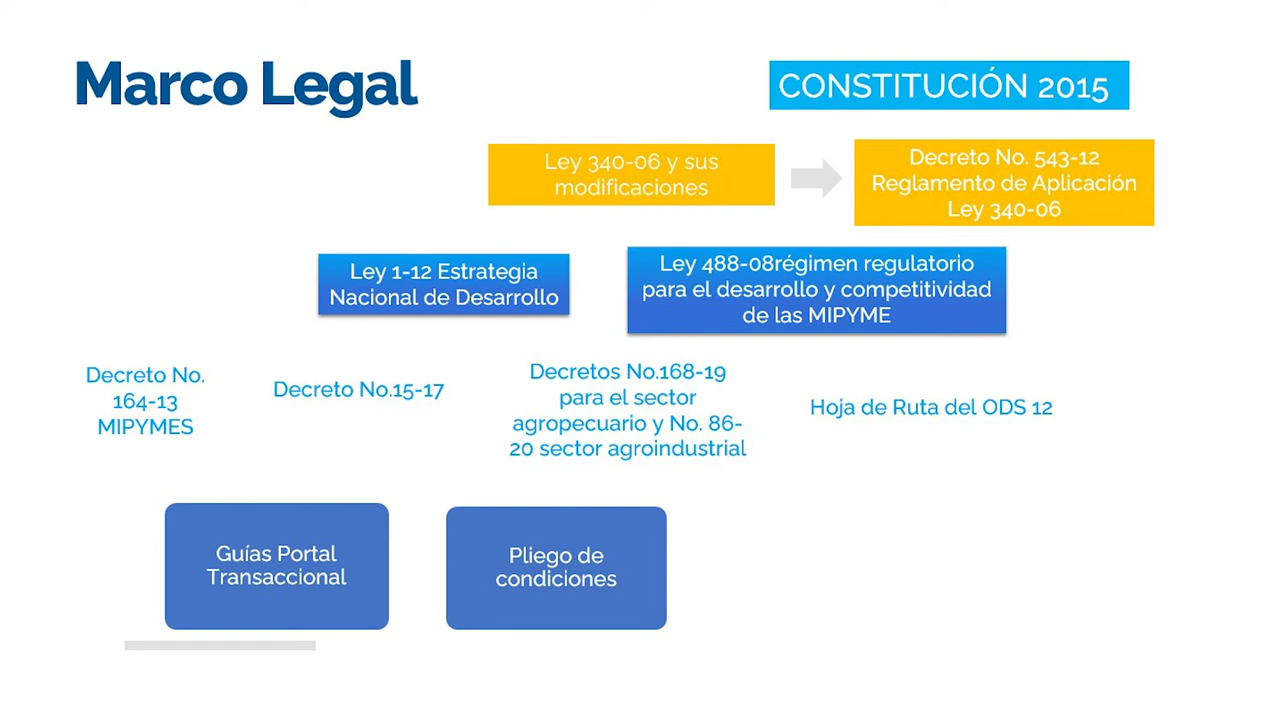 Marco Legal
CONSTITUCIÓN 2015
Ley 340-06 y sus
modificaciones
Decreto No. 543-12
Reglamento de Aplicación
Ley 340-06
Ley 1-12 Estrategia
Nacional de Desarrollo
Ley 488-08régimen regulatorio
para el desarrollo y competitividad
de las MIPYME
Decreto No.
164-13
MIPYMES
Decreto No.15-17
Decretos No.168-19
para el sector
agropecuario y No. 86-
20 sector agroindustrial
Hoja de Ruta del ODS 12
Guías Portal
Transaccional
Pliego de
condiciones